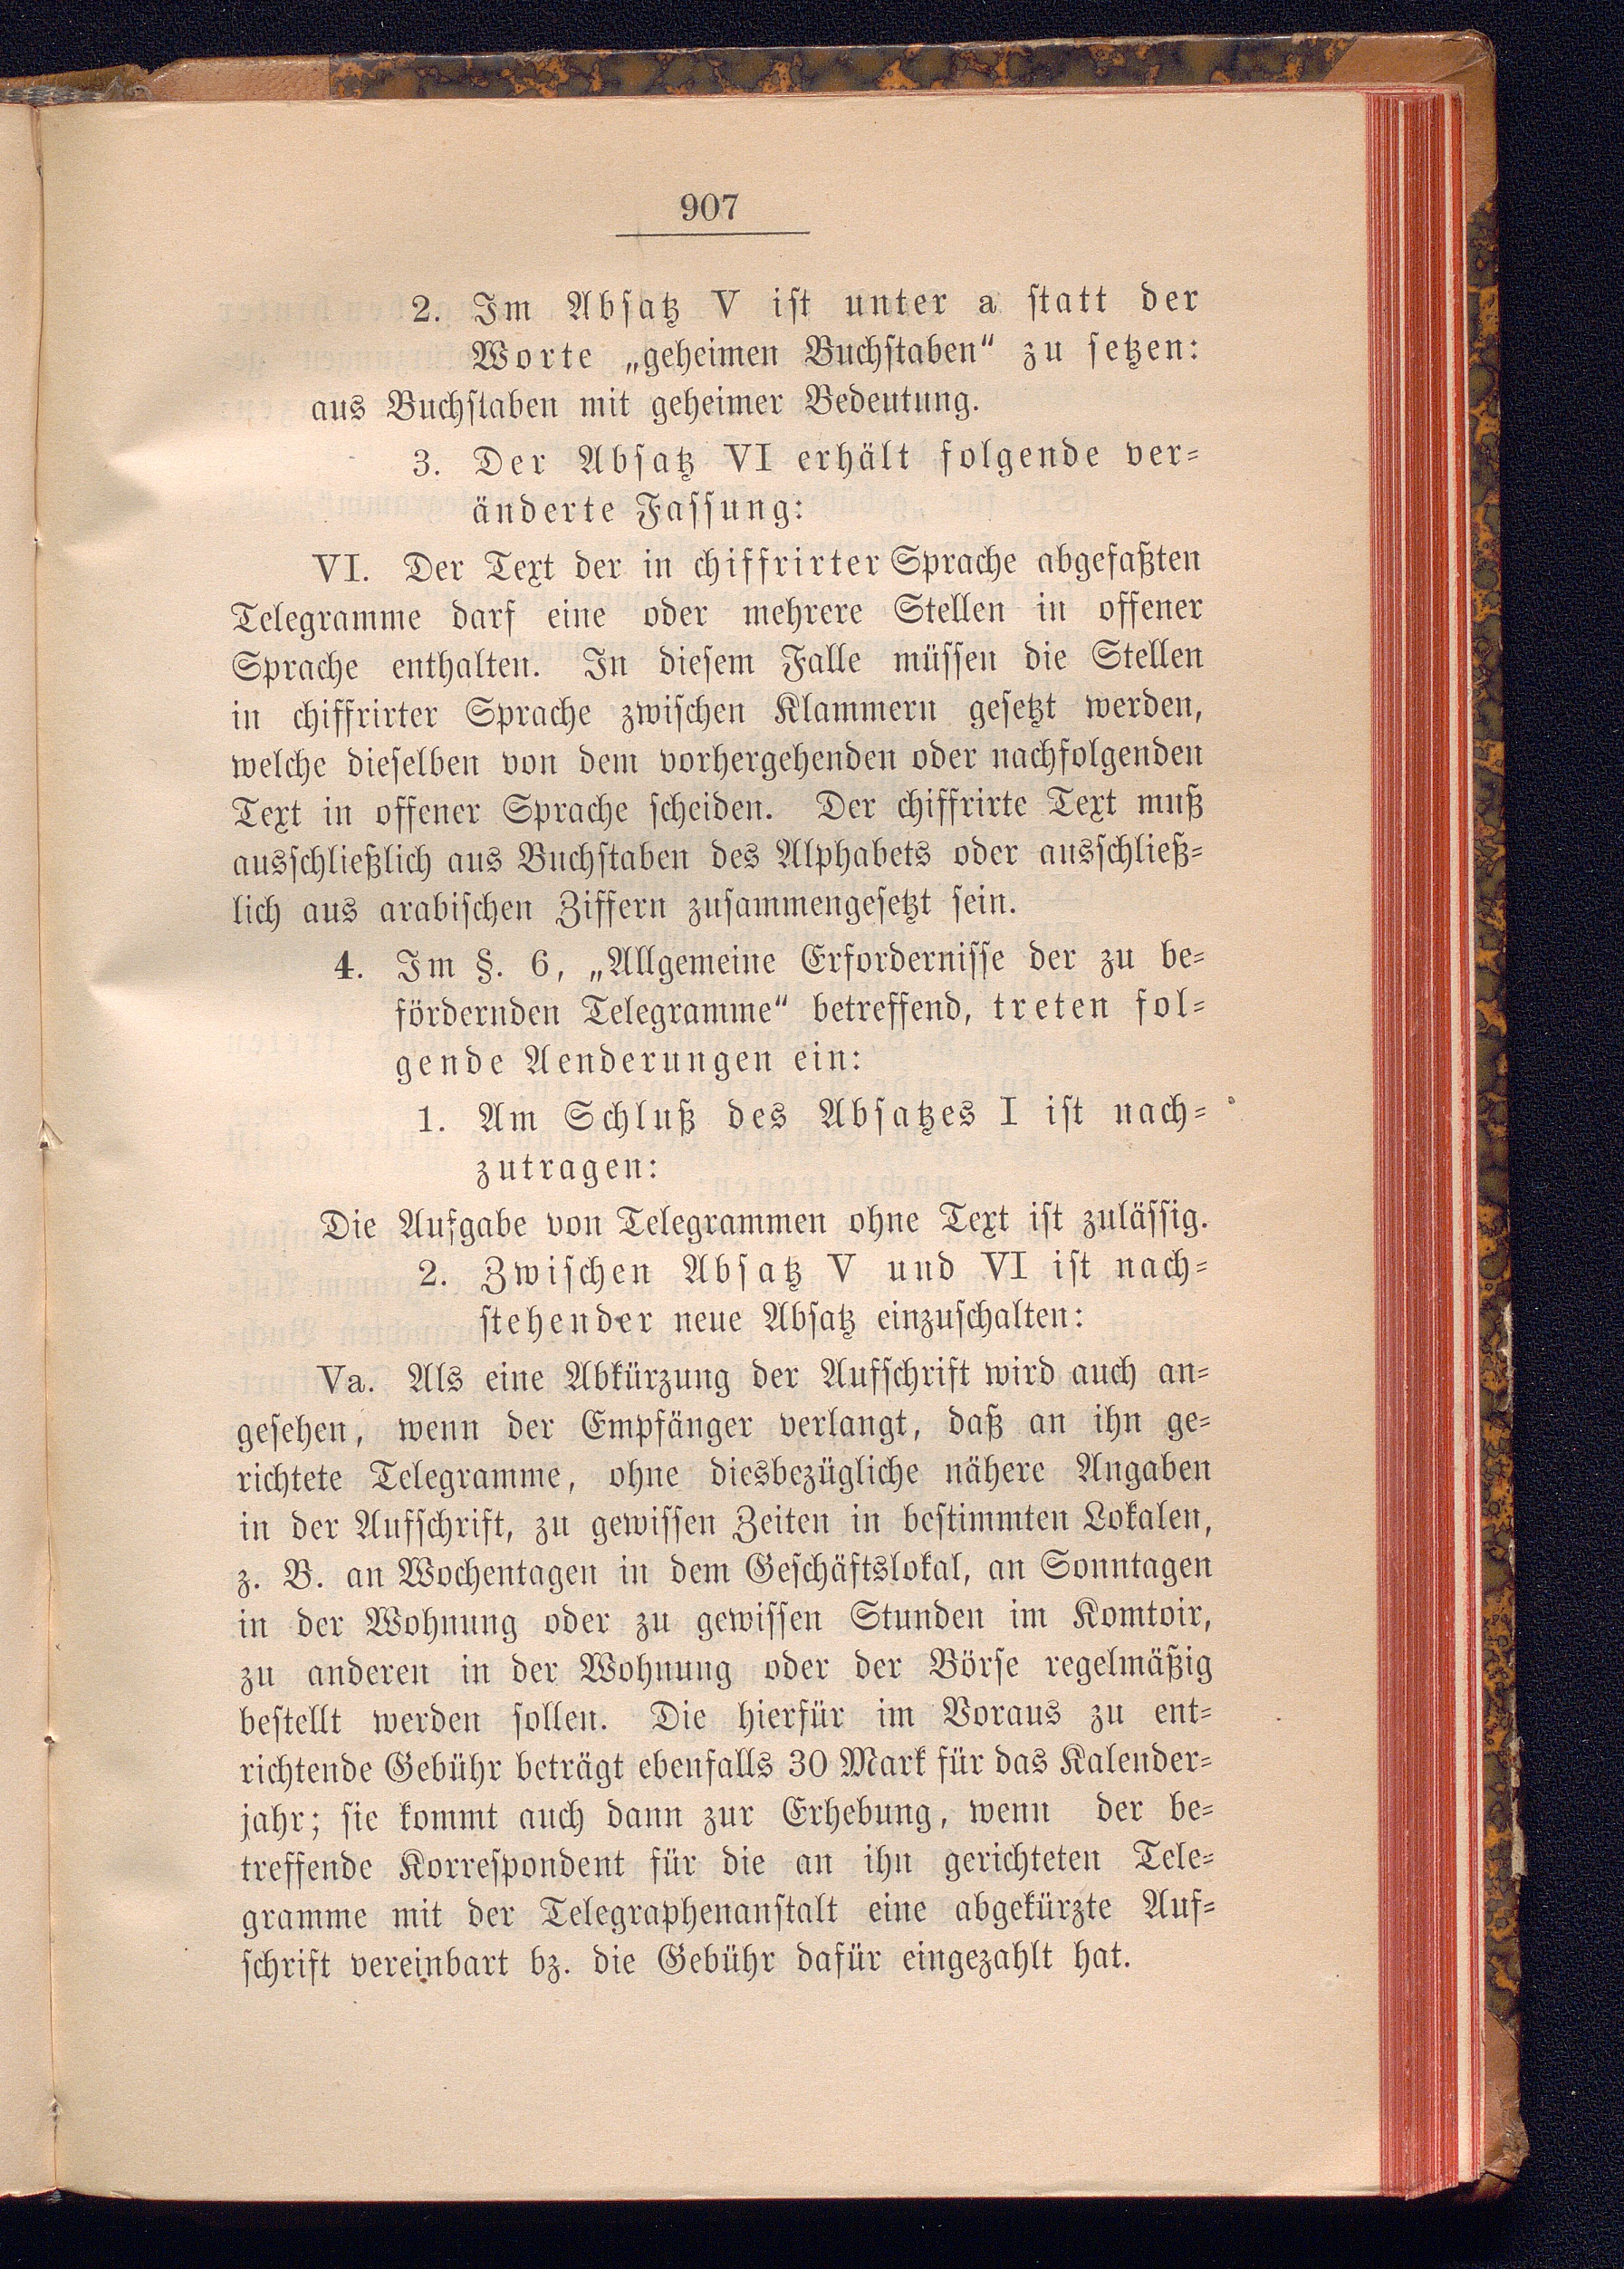 907
2. Im Absatz V ist unter a statt der
Worte „geheimen Buchstaben“ zu setzen:
aus Buchstaben mit geheimer Bedeutung.
3. Der Absatz VI erhält folgende ver-
änderte Fassung:
VI. Der Text der in chiffrirter Sprache abgefaßten
Telegramme darf eine oder mehrere Stellen in offener
Sprache enthalten. In diesem Falle müssen die Stellen
in chiffrirter Sprache zwischen Klammern gesetzt werden,
welche dieselben von dem vorhergehenden oder nachfolgenden
Text in offener Sprache scheiden. Der chiffrirte Text muß
ausschließlich aus Buchstaben des Alphabets oder ausschließ-
lich aus arabischen Ziffern zusammengesetzt sein.
4. Im §. 6, „Allgemeine Erfordernisse der zu be-
fördernden Telegramme“ betreffend, treten fol-
gende Aenderungen ein:
1. Am Schluß des Absatzes I ist nach-
zutragen:
Die Aufgabe von Telegrammen ohne Text ist zulässig.
2. Zwischen Absatz V und VI ist nach-
stehender neue Absatz einzuschalten:
Va. Als eine Abkürzung der Aufschrift wird auch an-
gesehen, wenn der Empfänger verlangt, daß an ihn ge-
richtete Telegramme, ohne diesbezügliche nähere Angaben
in der Aufschrift, zu gewissen Zeiten in bestimmten Lokalen,
z. B. an Wochentagen in dem Geschäftslokal, an Sonntagen
in der Wohnung oder zu gewissen Stunden im Komtoir,
zu anderen in der Wohnung oder der Börse regelmäßig
bestellt werden sollen. Die hierfür im Voraus zu ent-
richtende Gebühr beträgt ebenfalls 30 Mark für das Kalender-
jahr; sie kommt auch dann zur Erhebung, wenn der be-
treffende Korrespondent für die an ihn gerichteten Tele-
gramme mit der Telegraphenanstalt eine abgekürzte Auf-
schrift vereinbart bz. die Gebühr dafür eingezahlt hat.